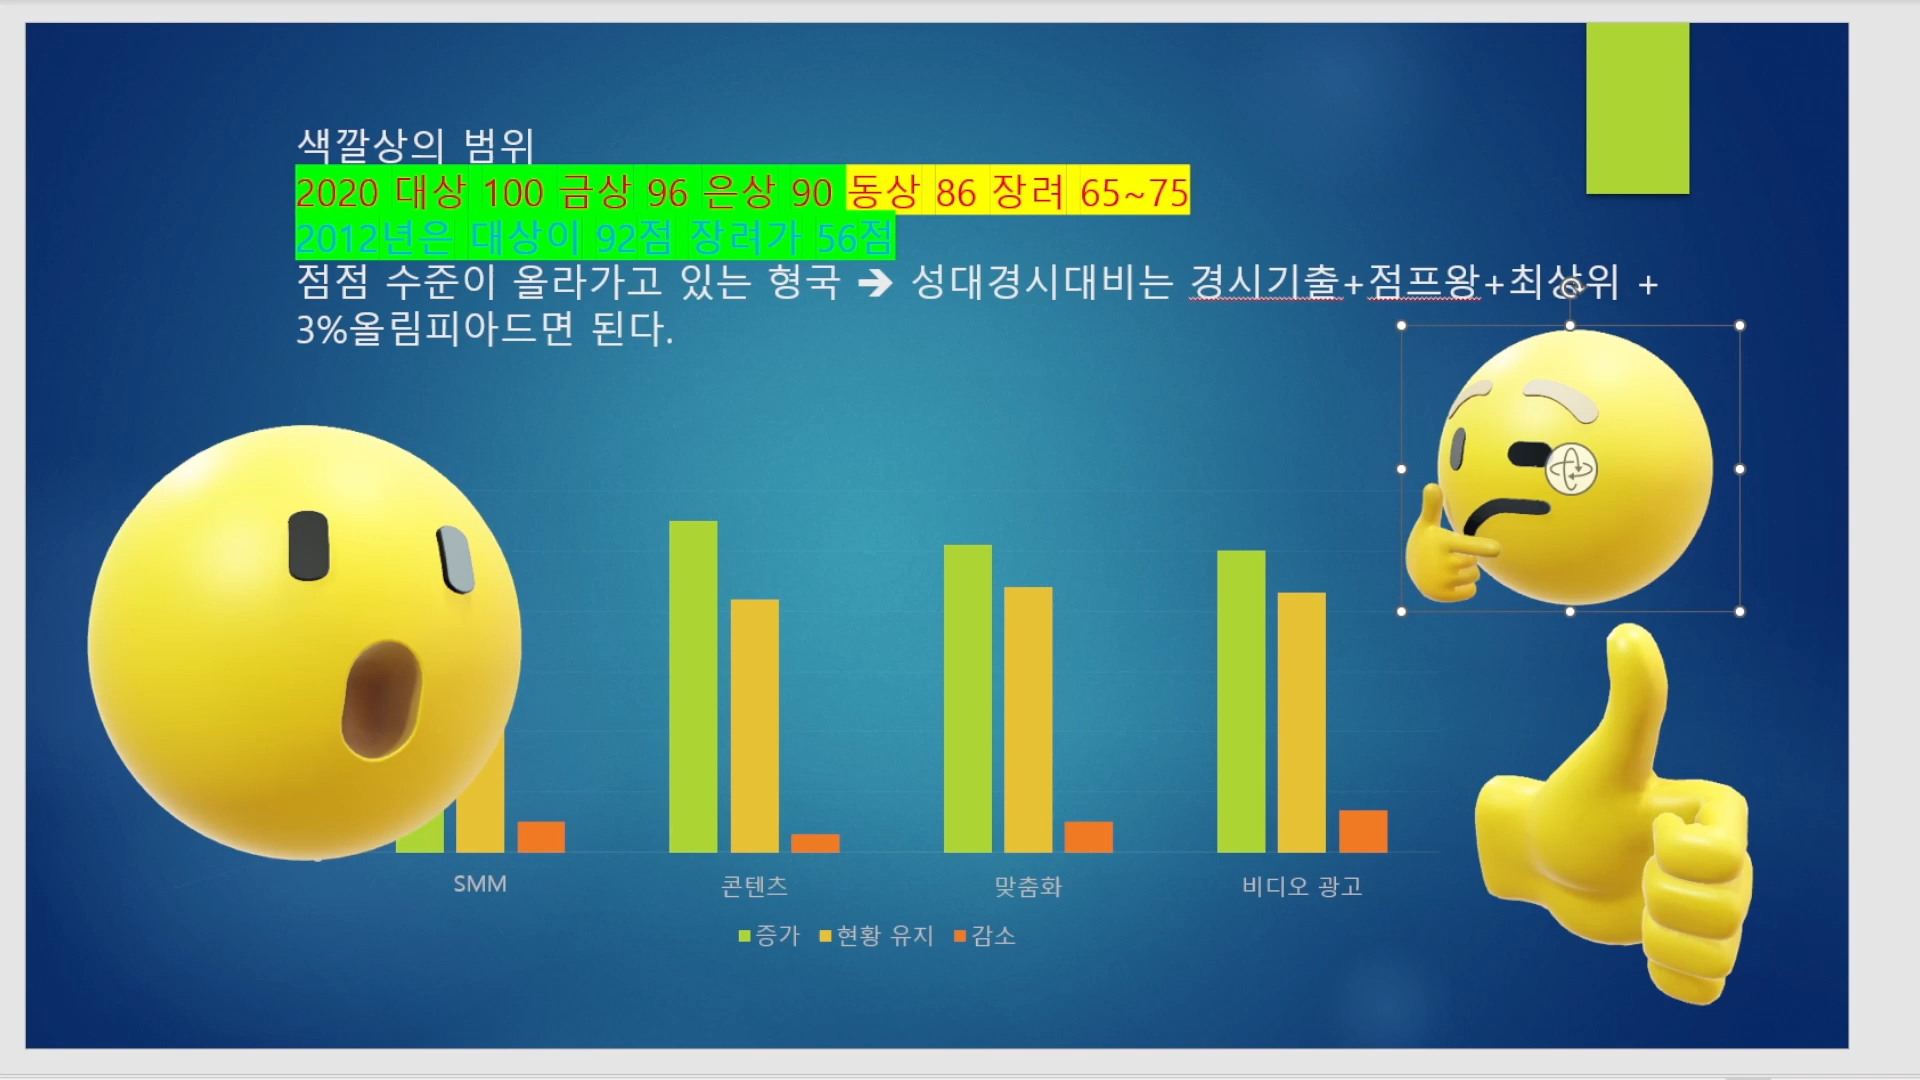 색깔상의 범위
2020 대상 100 금상 96 은상 90 동상 86 장려 65~75
2012년은 대상이 92점 장려가 56점
점점 수준이 올라가고 있는 형국 ➔ 성대경시대비는 경시기출+점프왕+최상위 +
3%올림피아드면 된다.
SMM 콘텐츠 맞춤화 비디오 광고
증가 현황 유지 감소